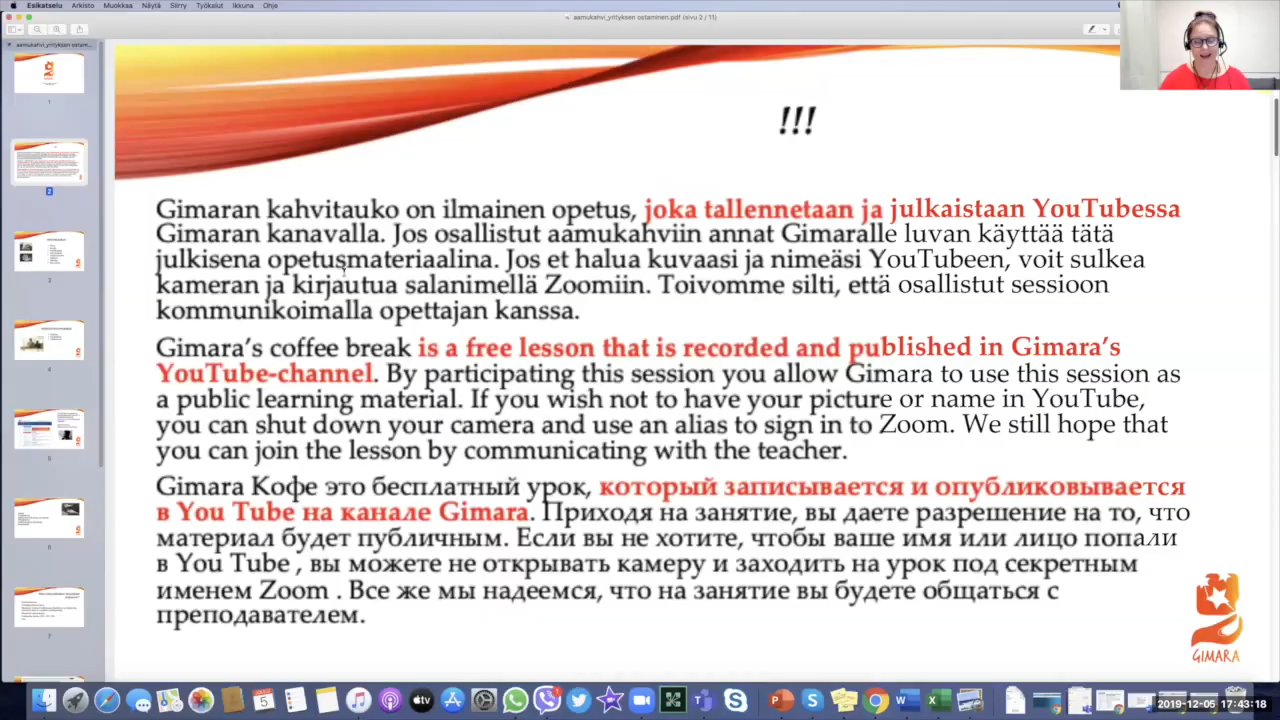 Esikatselu Arkisto Muokkaa Näytä Siirry Työkalut Ikkuna Ohje
aamukahvi_yrityksen ostaminen.pdf (sivu 2 / 11)
aamukahvi_yrityksen ostam...
1
2
3
4
5
6
7
!!!
Gimaran kahvitauko on ilmainen opetus, joka tallennetaan ja julkaistaan YouTubessa
Gimaran kanavalla. Jos osallistut aamukahviin annat Gimaralle luvan käyttää tätä
julkisena opetusmateriaalina. Jos et halua kuvaasi ja nimeäsi YouTubeen, voit sulkea
kameran ja kirjautua salanimellä Zoomiin. Toivomme silti, että osallistut sessioon
kommunikoimalla opettajan kanssa.
Gimara's coffee break is a free lesson that is recorded and published in Gimara's
YouTube-channel. By participating this session you allow Gimara to use this session as
a public learning material. If you wish not to have your picture or name in YouTube,
you can shut down your camera and use an alias to sign in to Zoom. We still hope that
you can join the lesson by communicating with the teacher.
Gimara Кофе это бесплатный урок, который записывается и опубликовывается
в You Tube на канале Gimara. Приходя на занятие, вы даете разрешение на то, что
материал будет публичным. Если вы не хотите, чтобы ваше имя или лицо попали
в You Tube , вы можете не открывать камеру и заходить на урок под секретным
именем Zoom . Все же мы надеемся, что на занятие вы будете общаться с
преподавателем.
GIMARA
2019-12-05 17:43:18